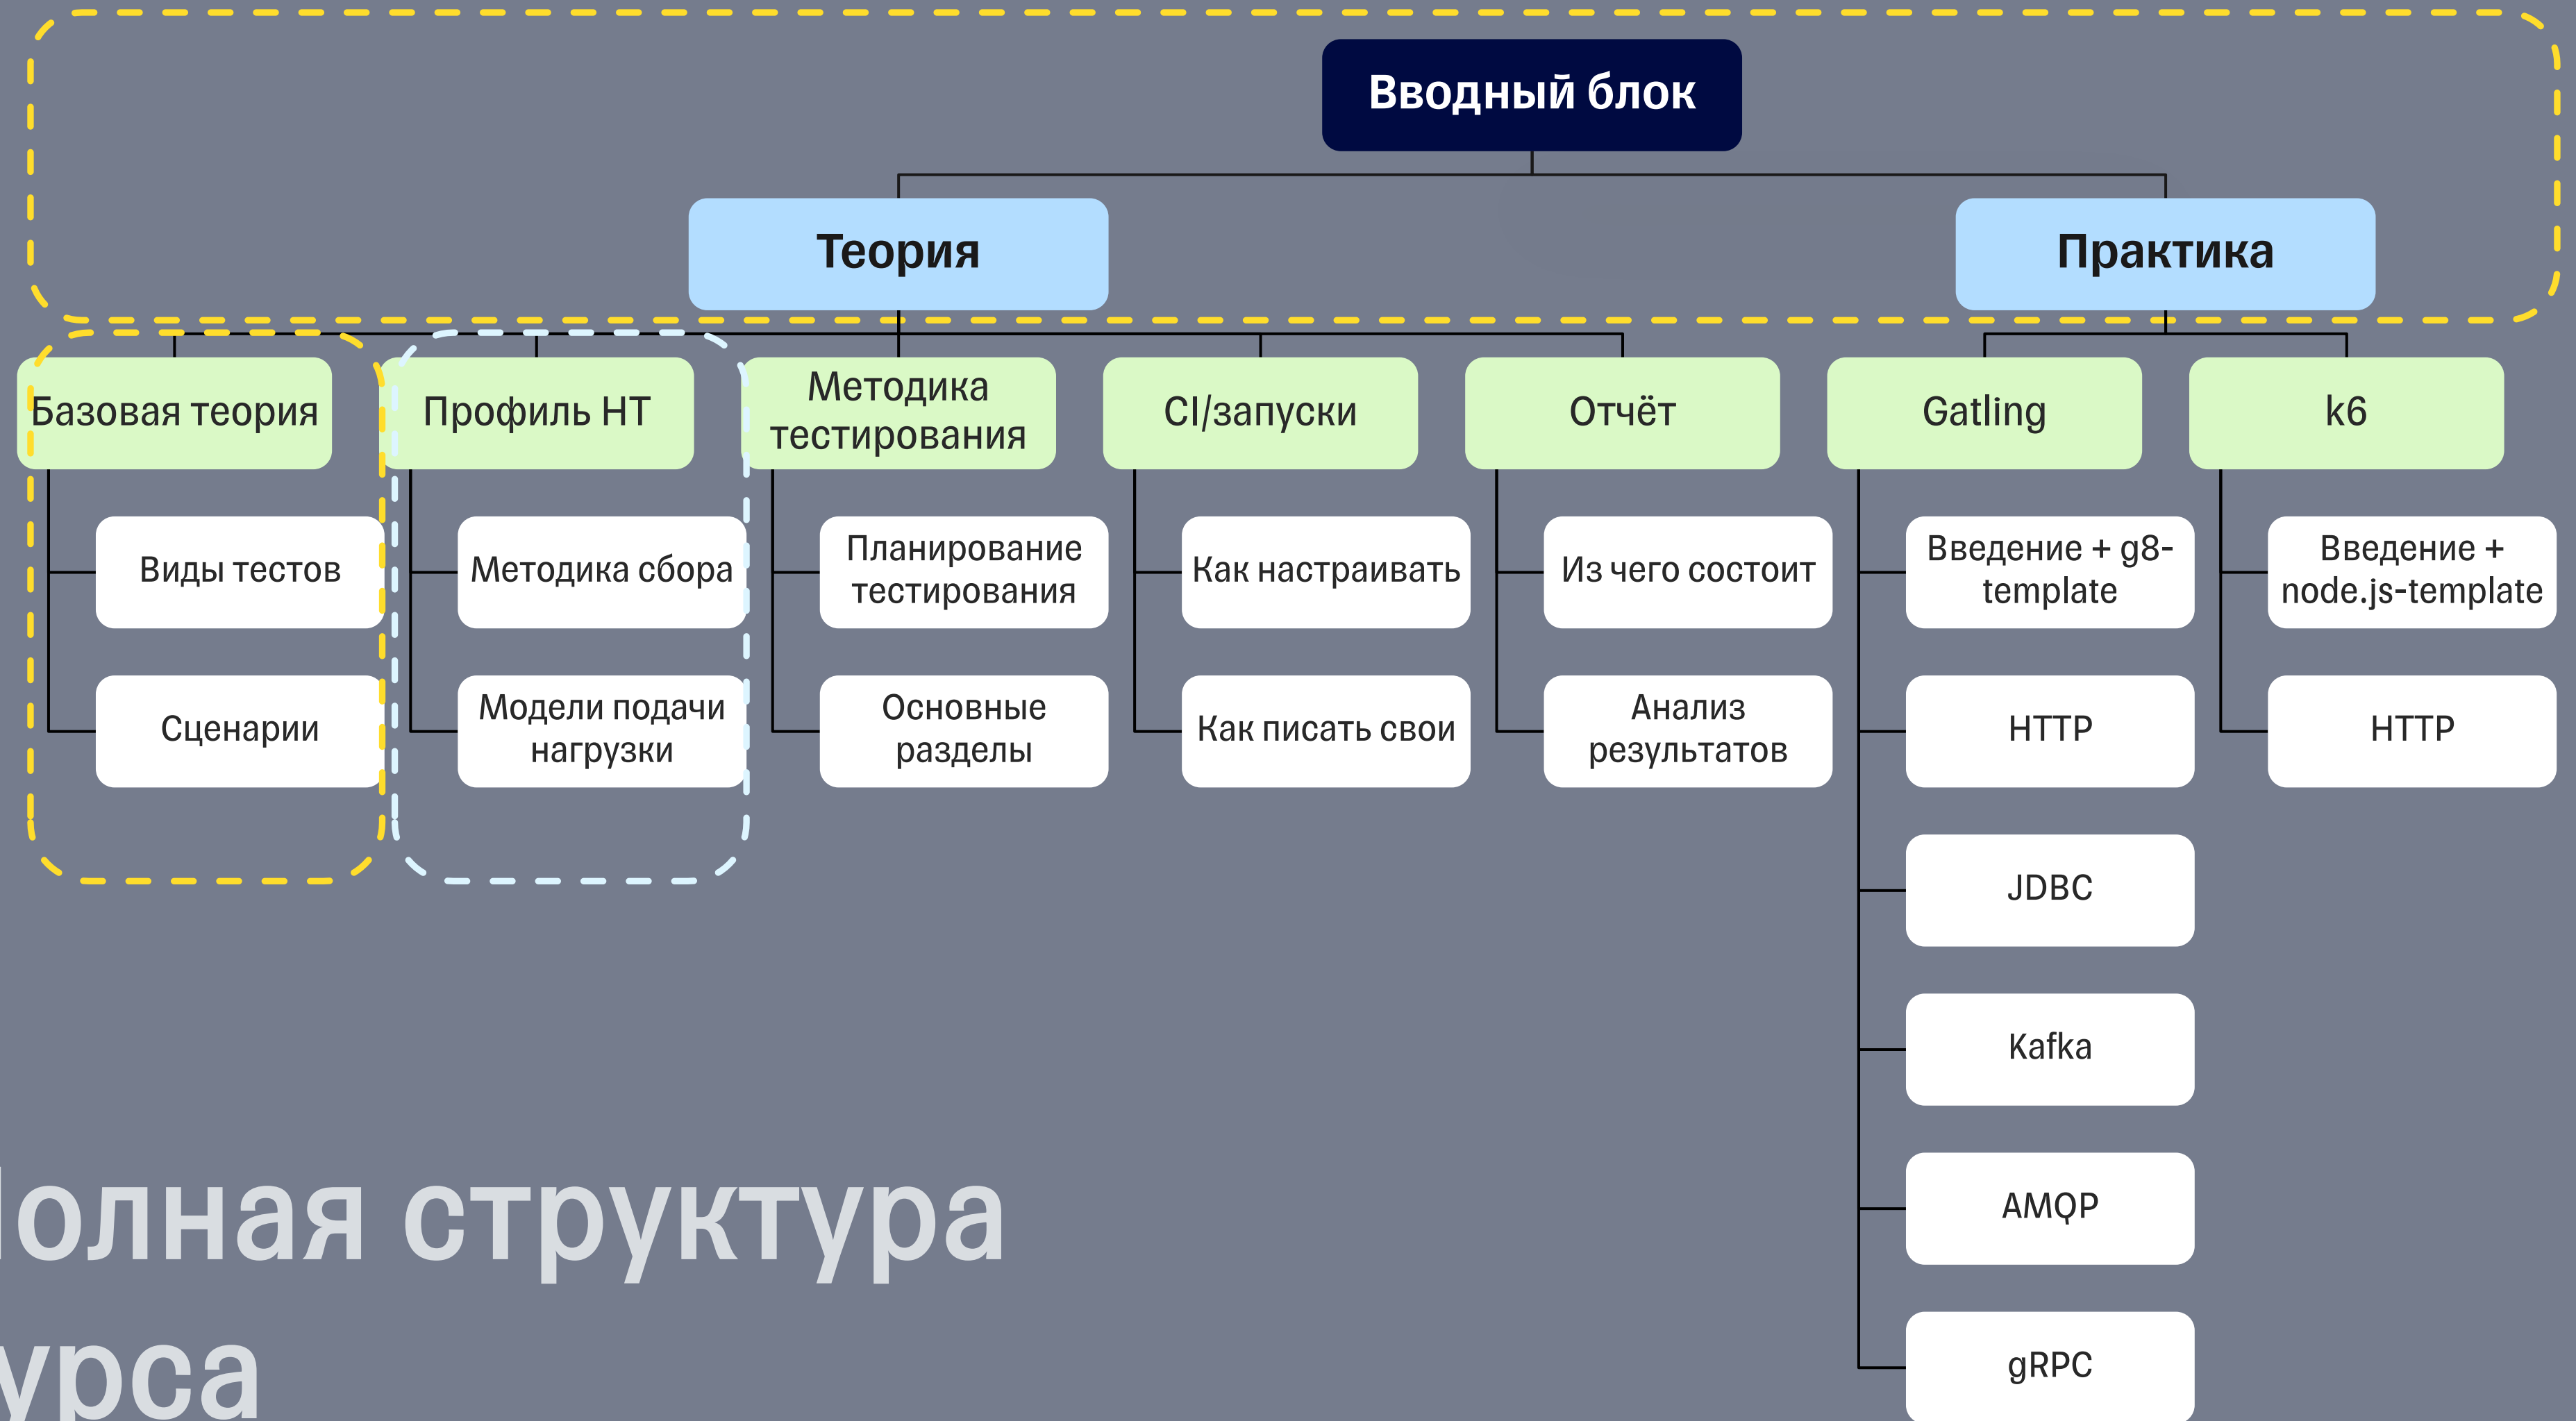 Вводный блок
Теория
Практика
Базовая теория
Профиль НТ
Методика
тестирования
CI/запуски
Отчёт
Gatling
k6
Виды тестов
Методика сбора
Планирование
тестирования
Как настраивать
Из чего состоит
Введение + g8-
template
Введение +
node.js-template
Сценарии
Модели подачи
нагрузки
Основные
разделы
Как писать свои
Анализ
результатов
HTTP
HTTP
JDBC
Kafka
AMQP
gRPC
олная структура
урса